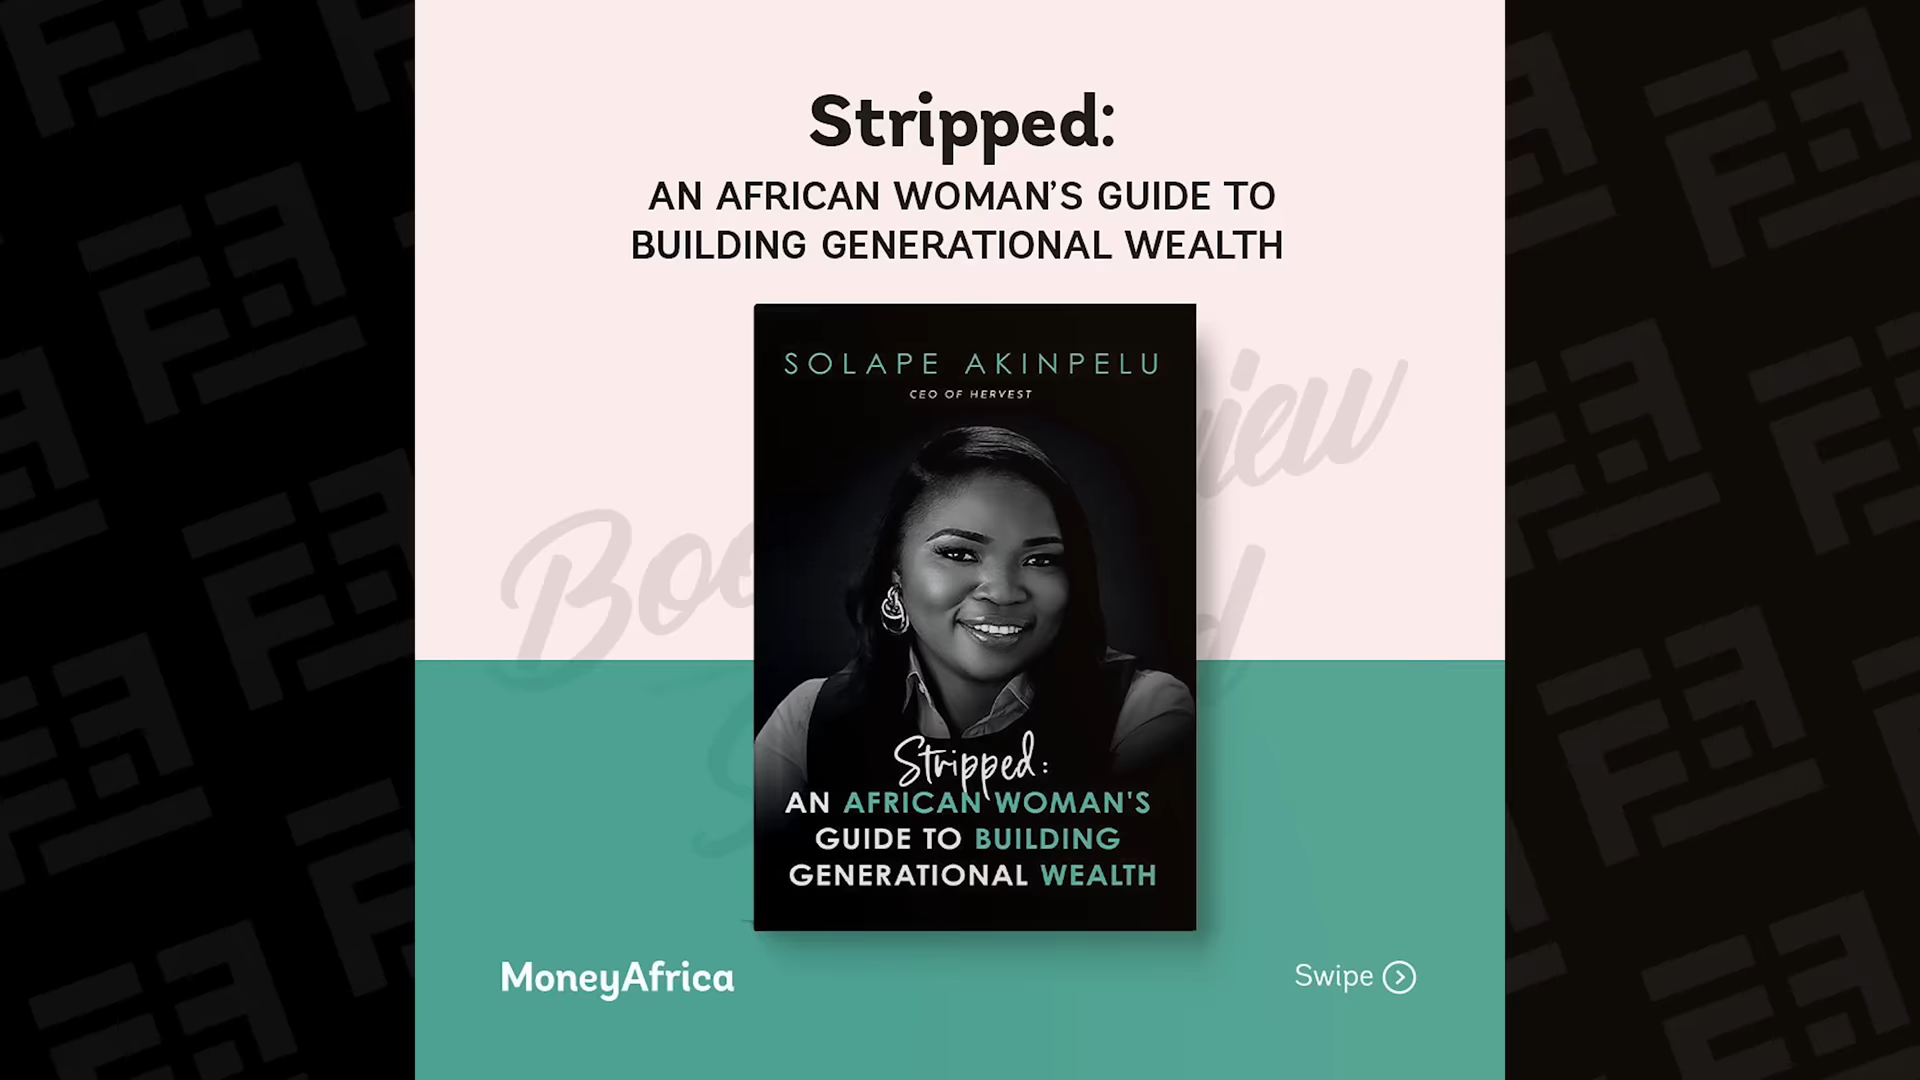 Stripped:
AN AFRICAN WOMAN’S GUIDE TO
BUILDING GENERATIONAL WEALTH
SOLAPE AKINPELU
CEO OF HERVEST
Stripped:
AN AFRICAN WOMAN'S
GUIDE TO BUILDING
GENERATIONAL WEALTH
MoneyAfrica
Swipe